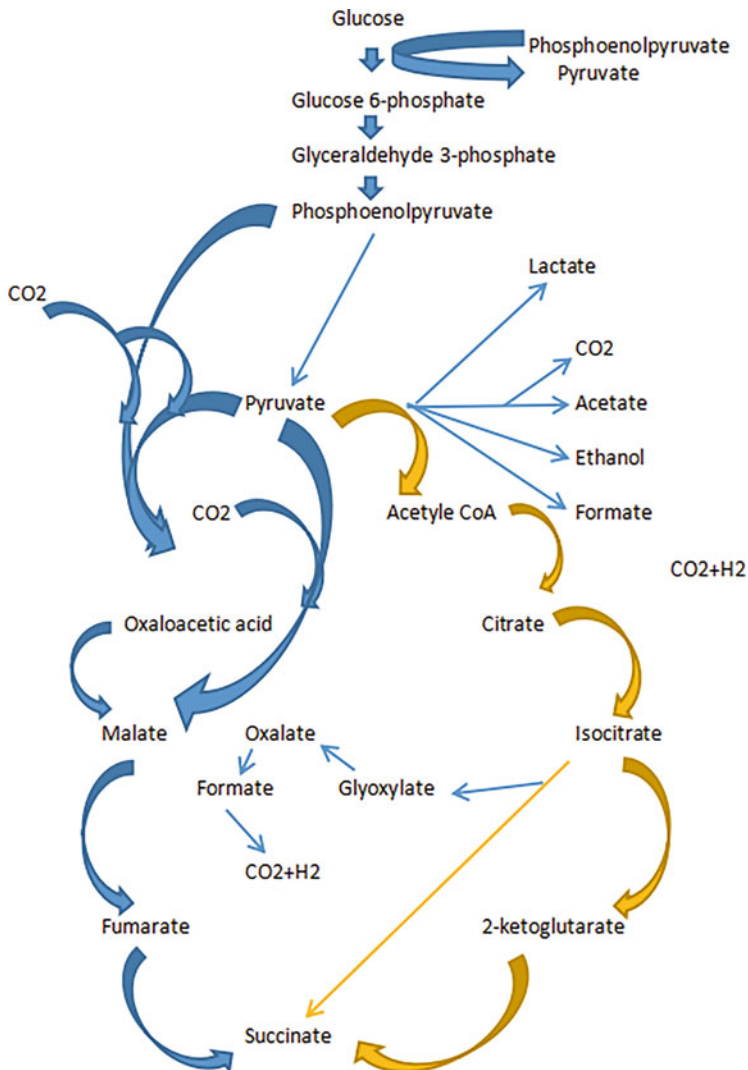 Glucose
Phosphoenolpyruvate
Pyruvate
Glucose 6-phosphate
Glyceraldehyde 3-phosphate
Phosphoenolpyruvate
Lactate
CO2
CO2
Pyruvate
Acetate
Ethanol
CO2
Acetyle CoA
Formate
CO2+H2
Oxaloacetic acid
Citrate
Malate
Oxalate
Isocitrate
Formate
Glyoxylate
CO2+H2
Fumarate
2-ketoglutarate
Succinate